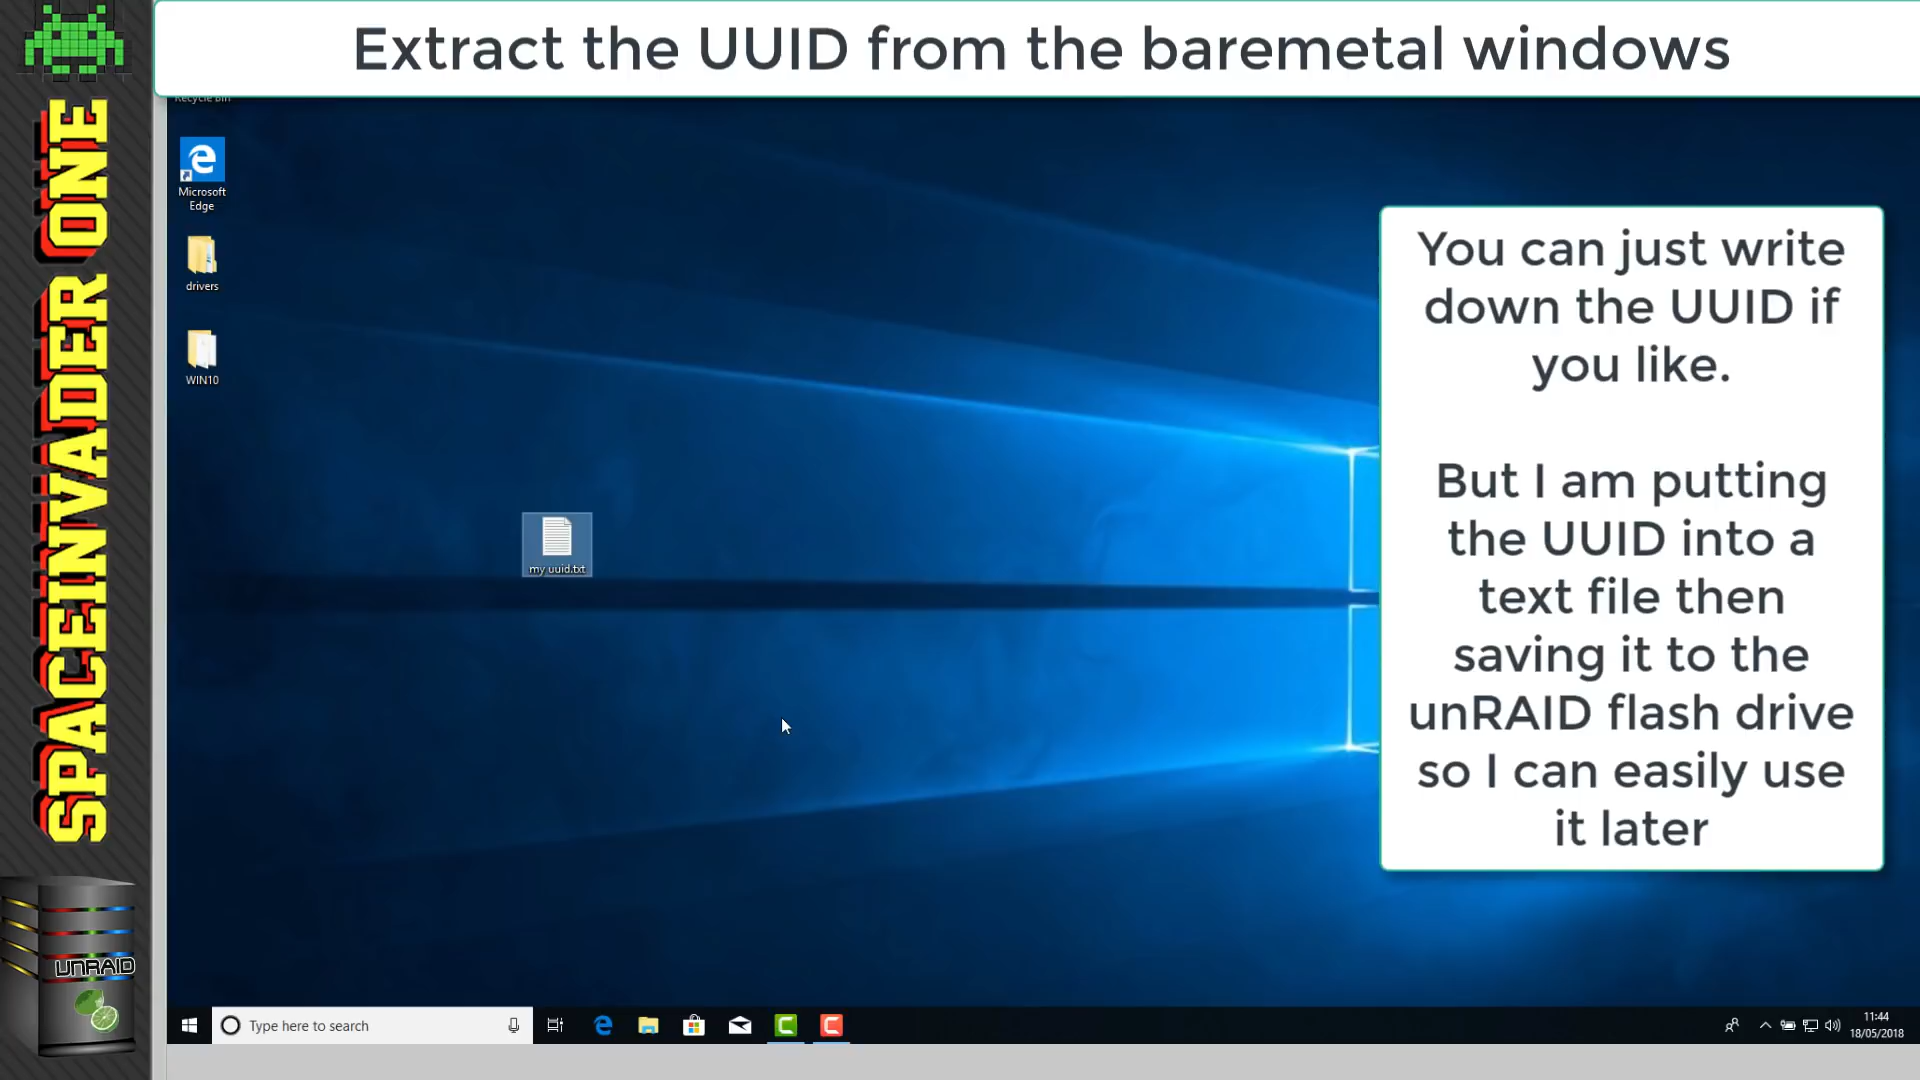 Extract the UUID from the baremetal windows
SPACEINVADER ONE
Recycle Bin
Microsoft
Edge
drivers
WIN10
my uuid.txt
You can just write
down the UUID if
you like.
But I am putting
the UUID into a
text file then
saving it to the
unRAID flash drive
so I can easily use
it later
UNRAID
Type here to search
11:44
18/05/2018